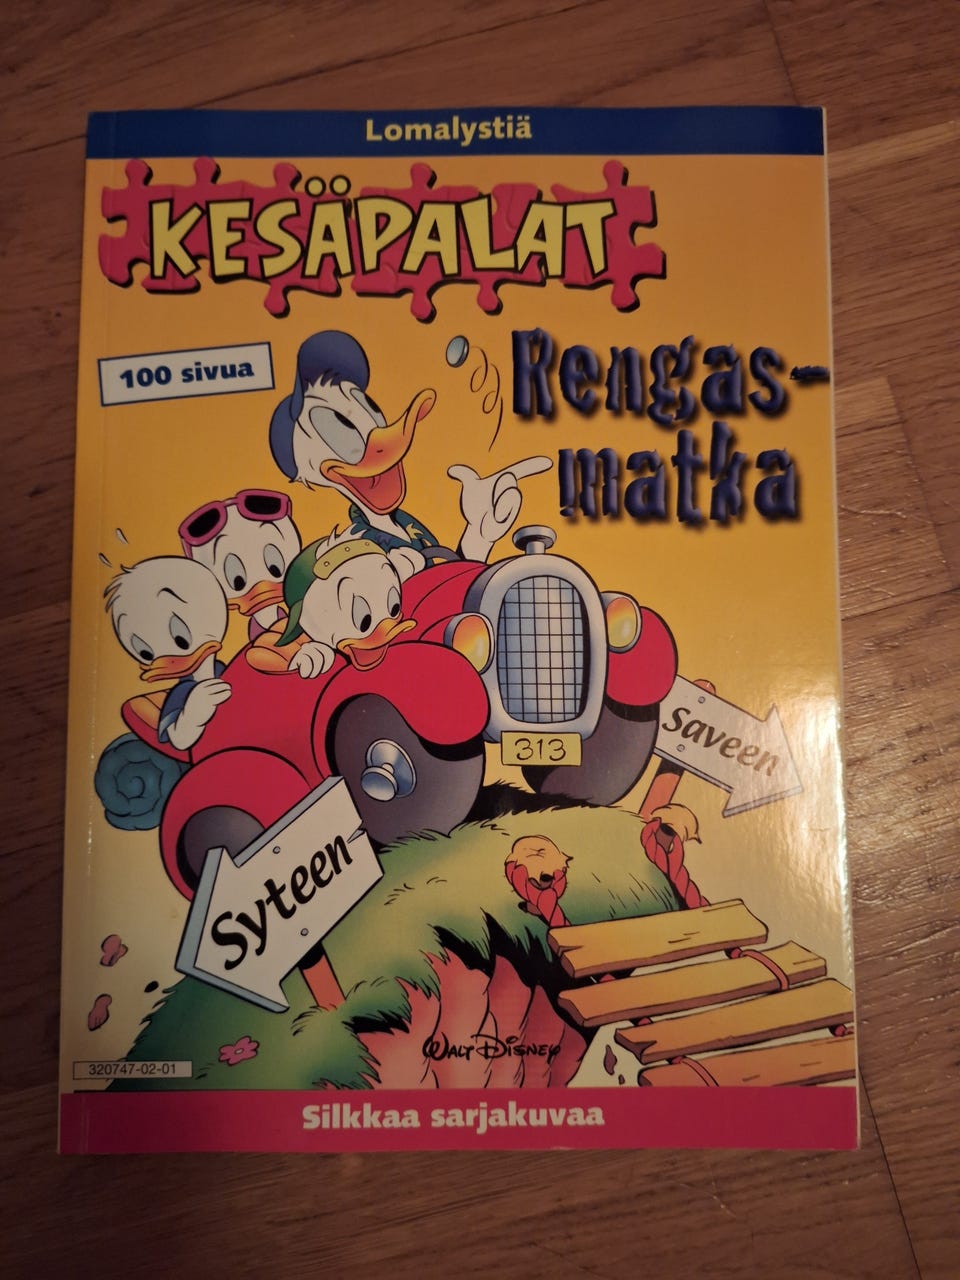 Lomalystiä
KESÄPALAT
100 sivua
Rengas-
matka
313
saveen
Syteen
WALT DISNEY
320747-02-01
Silkkaa sarjakuvaa